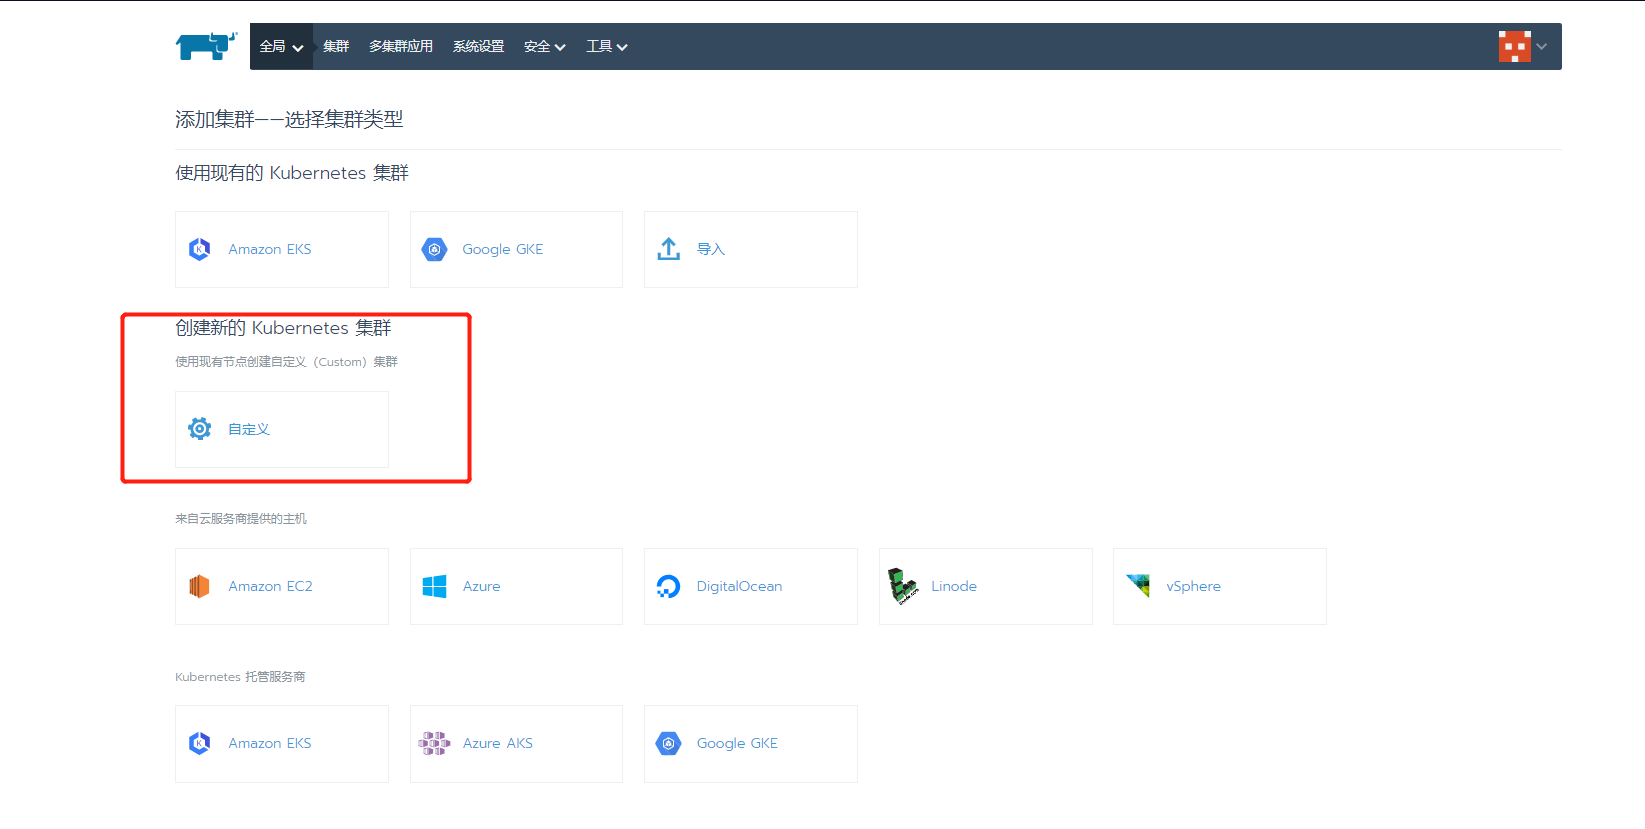 全局 集群 多集群应用 系统设置 安全 工具
添加集群——选择集群类型
使用现有的 Kubernetes 集群
Amazon EKS Google GKE 导入
创建新的 Kubernetes 集群
使用现有节点创建自定义（Custom）集群
自定义
来自云服务商提供的主机
Amazon EC2 Azure DigitalOcean Linode vSphere
Kubernetes 托管服务商
Amazon EKS Azure AKS Google GKE